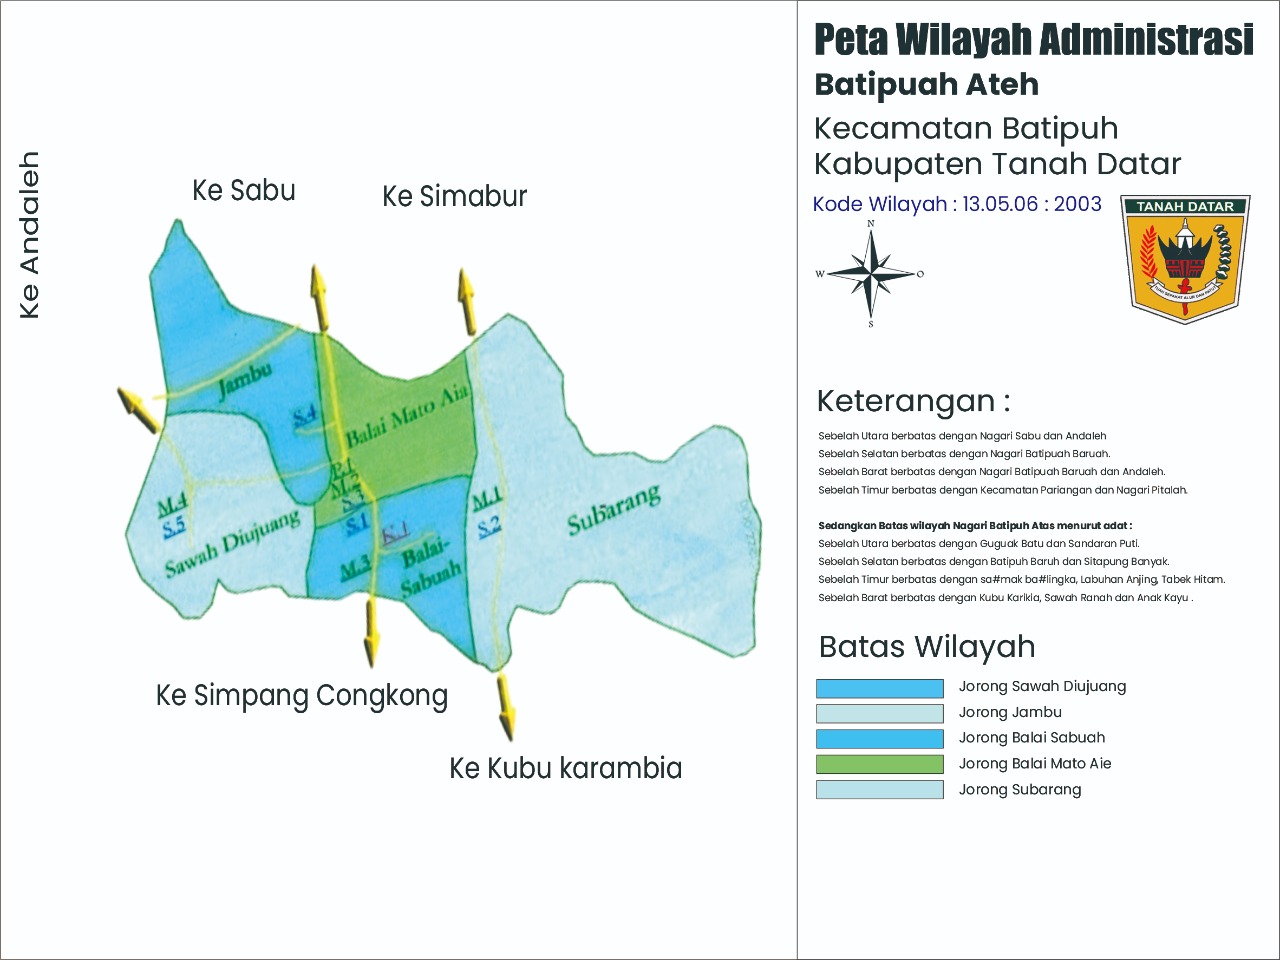 Ke Andaleh
Ke Sabu
Ke Simabur
Jambu
S.4
Balai Mato Aia
P.1
M.2
S.3
M.4
S.5
Sawah Diujuang
S.1
K.1
M.3
Balai-
Sabuah
M.1
S.2
Subarang
Ke Simpang Congkong
Ke Kubu karambia
Peta Wilayah Administrasi
Batipuah Ateh
Kecamatan Batipuh
Kabupaten Tanah Datar
Kode Wilayah : 13.05.06 : 2003
N
W
O
S
TANAH DATAR
Keterangan :
Sebelah Utara berbatas dengan Nagari Sabu dan Andaleh
Sebelah Selatan berbatas dengan Nagari Batipuah Baruah.
Sebelah Barat berbatas dengan Nagari Batipuah Baruah dan Andaleh.
Sebelah Timur berbatas dengan Kecamatan Pariangan dan Nagari Pitalah.
Sedangkan Batas wilayah Nagari Batipuh Atas menurut adat :
Sebelah Utara berbatas dengan Guguak Batu dan Sandaran Puti.
Sebelah Selatan berbatas dengan Batipuh Baruh dan Sitapung Banyak.
Sebelah Timur berbatas dengan sa#mak ba#lingka, Labuhan Anjing, Tabek Hitam.
Sebelah Barat berbatas dengan Kubu Karikia, Sawah Ranah dan Anak Kayu .
Batas Wilayah
Jorong Sawah Diujuang
Jorong Jambu
Jorong Balai Sabuah
Jorong Balai Mato Aie
Jorong Subarang